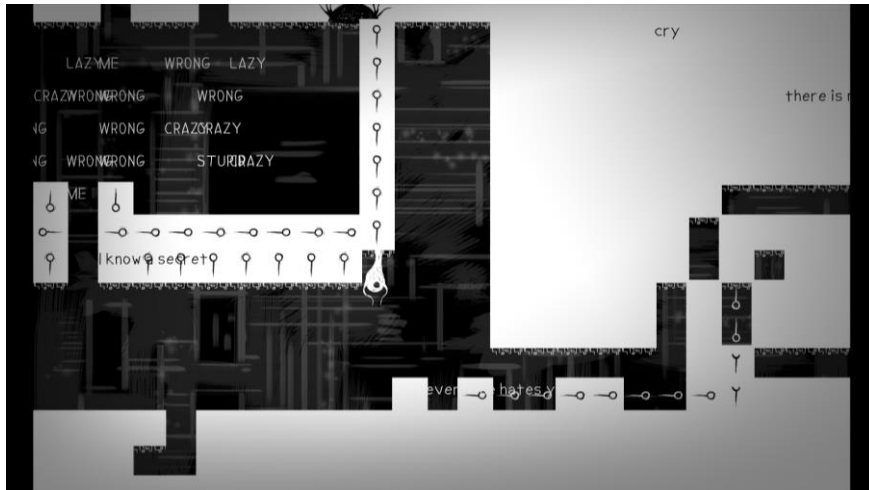 cry
LAZY ME WRONG LAZY
there is
CRAZY WRONG WRONG WRONG
WRONG CRAZY CRAZY
WRONG WRONG STUPID CRAZY
ME
I know a secret
hates